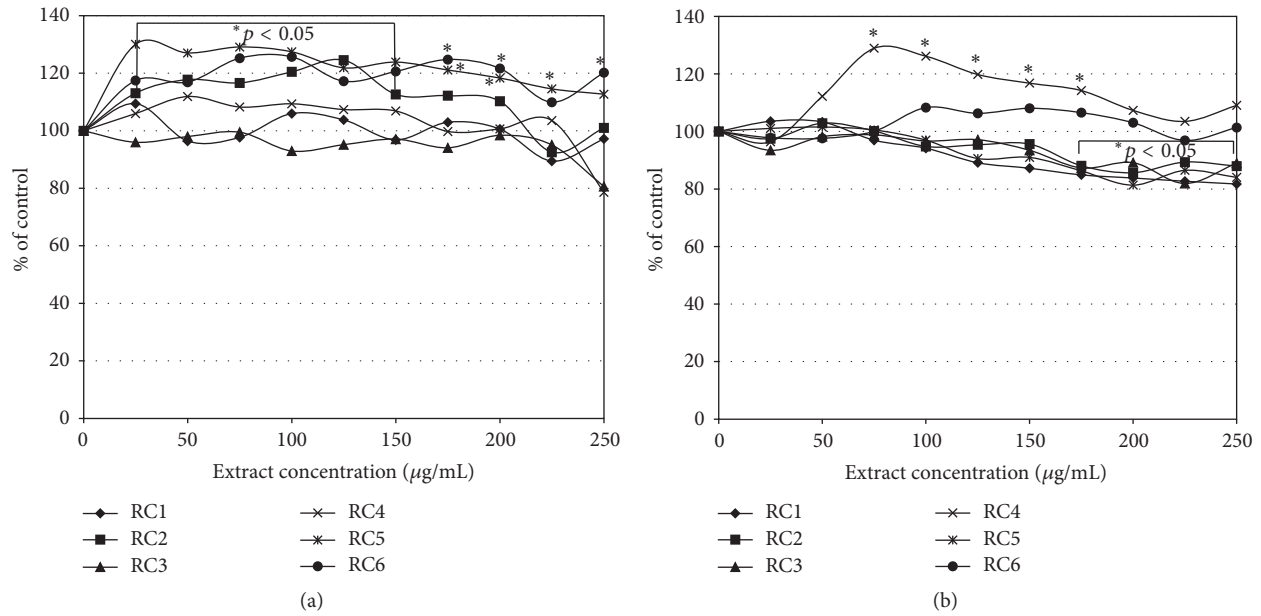 140
120
100
80
60
40
20
0
% of control
* p < 0.05
* * * *
* *
0 50 100 150 200 250
Extract concentration (μg/mL)
RC1 RC4
RC2 RC5
RC3 RC6
(a)
140
120
100
80
60
40
20
0
% of control
* * * * *
* p < 0.05
0 50 100 150 200 250
Extract concentration (μg/mL)
RC1 RC4
RC2 RC5
RC3 RC6
(b)